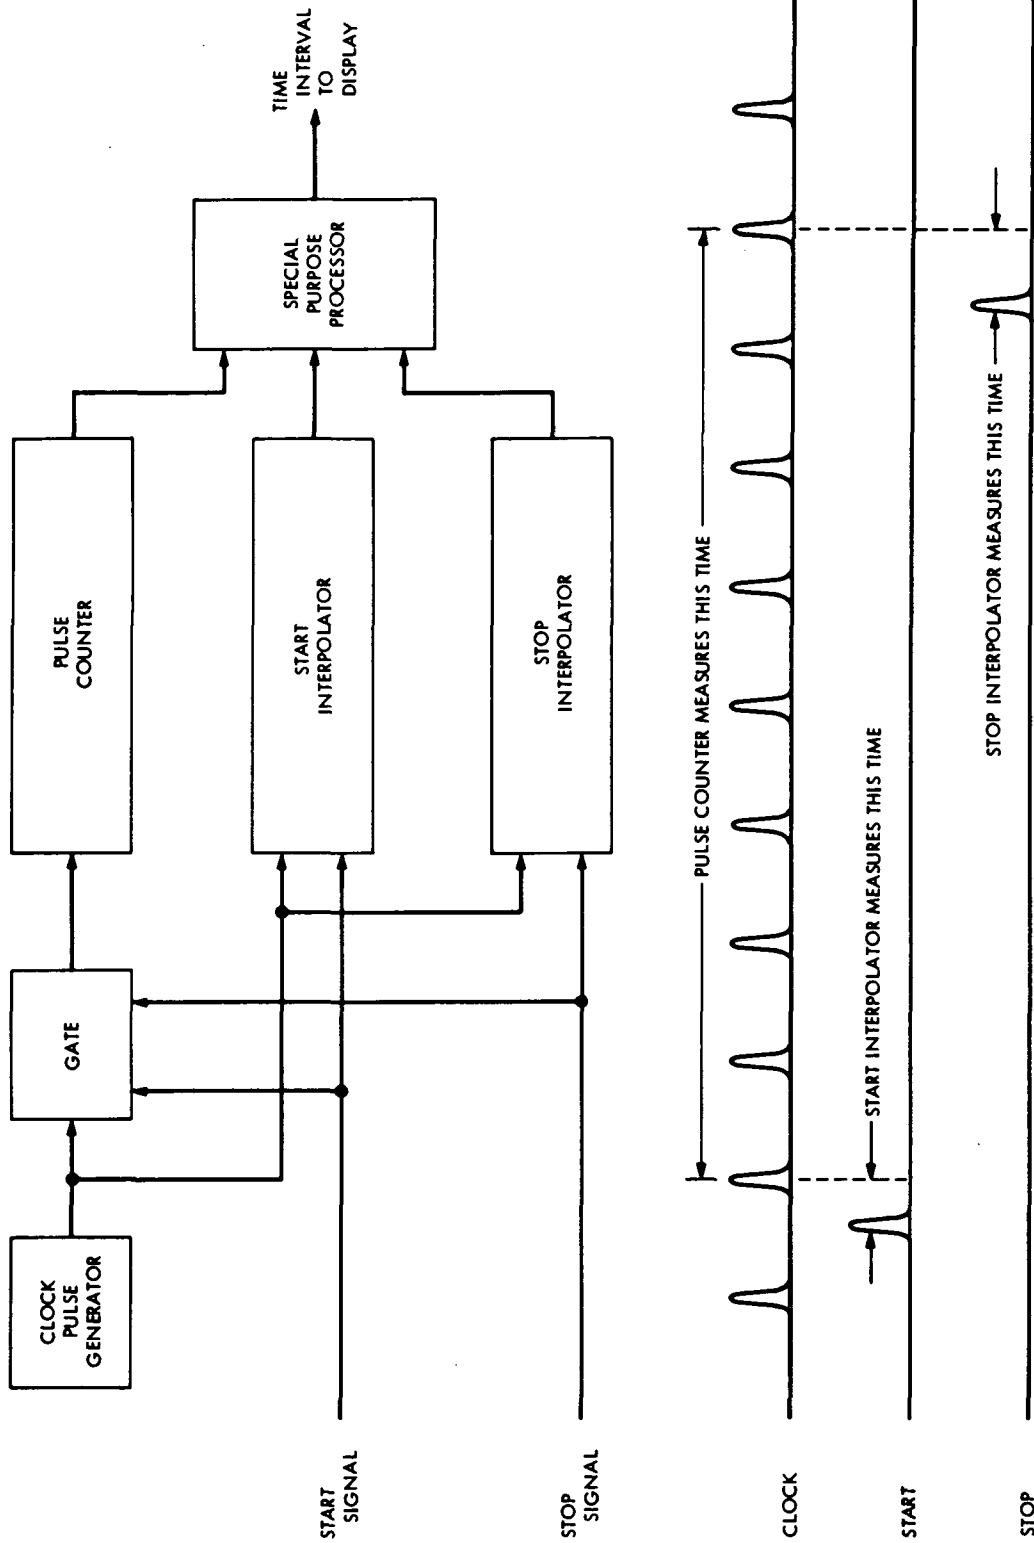 CLOCK
PULSE
GENERATOR
GATE
PULSE
COUNTER
START
INTERPOLATOR
STOP
INTERPOLATOR
SPECIAL
PURPOSE
PROCESSOR
TIME
INTERVAL
TO
DISPLAY
START
SIGNAL
STOP
SIGNAL
PULSE COUNTER MEASURES THIS TIME
CLOCK
START INTERPOLATOR MEASURES THIS TIME
START
STOP INTERPOLATOR MEASURES THIS TIME
STOP